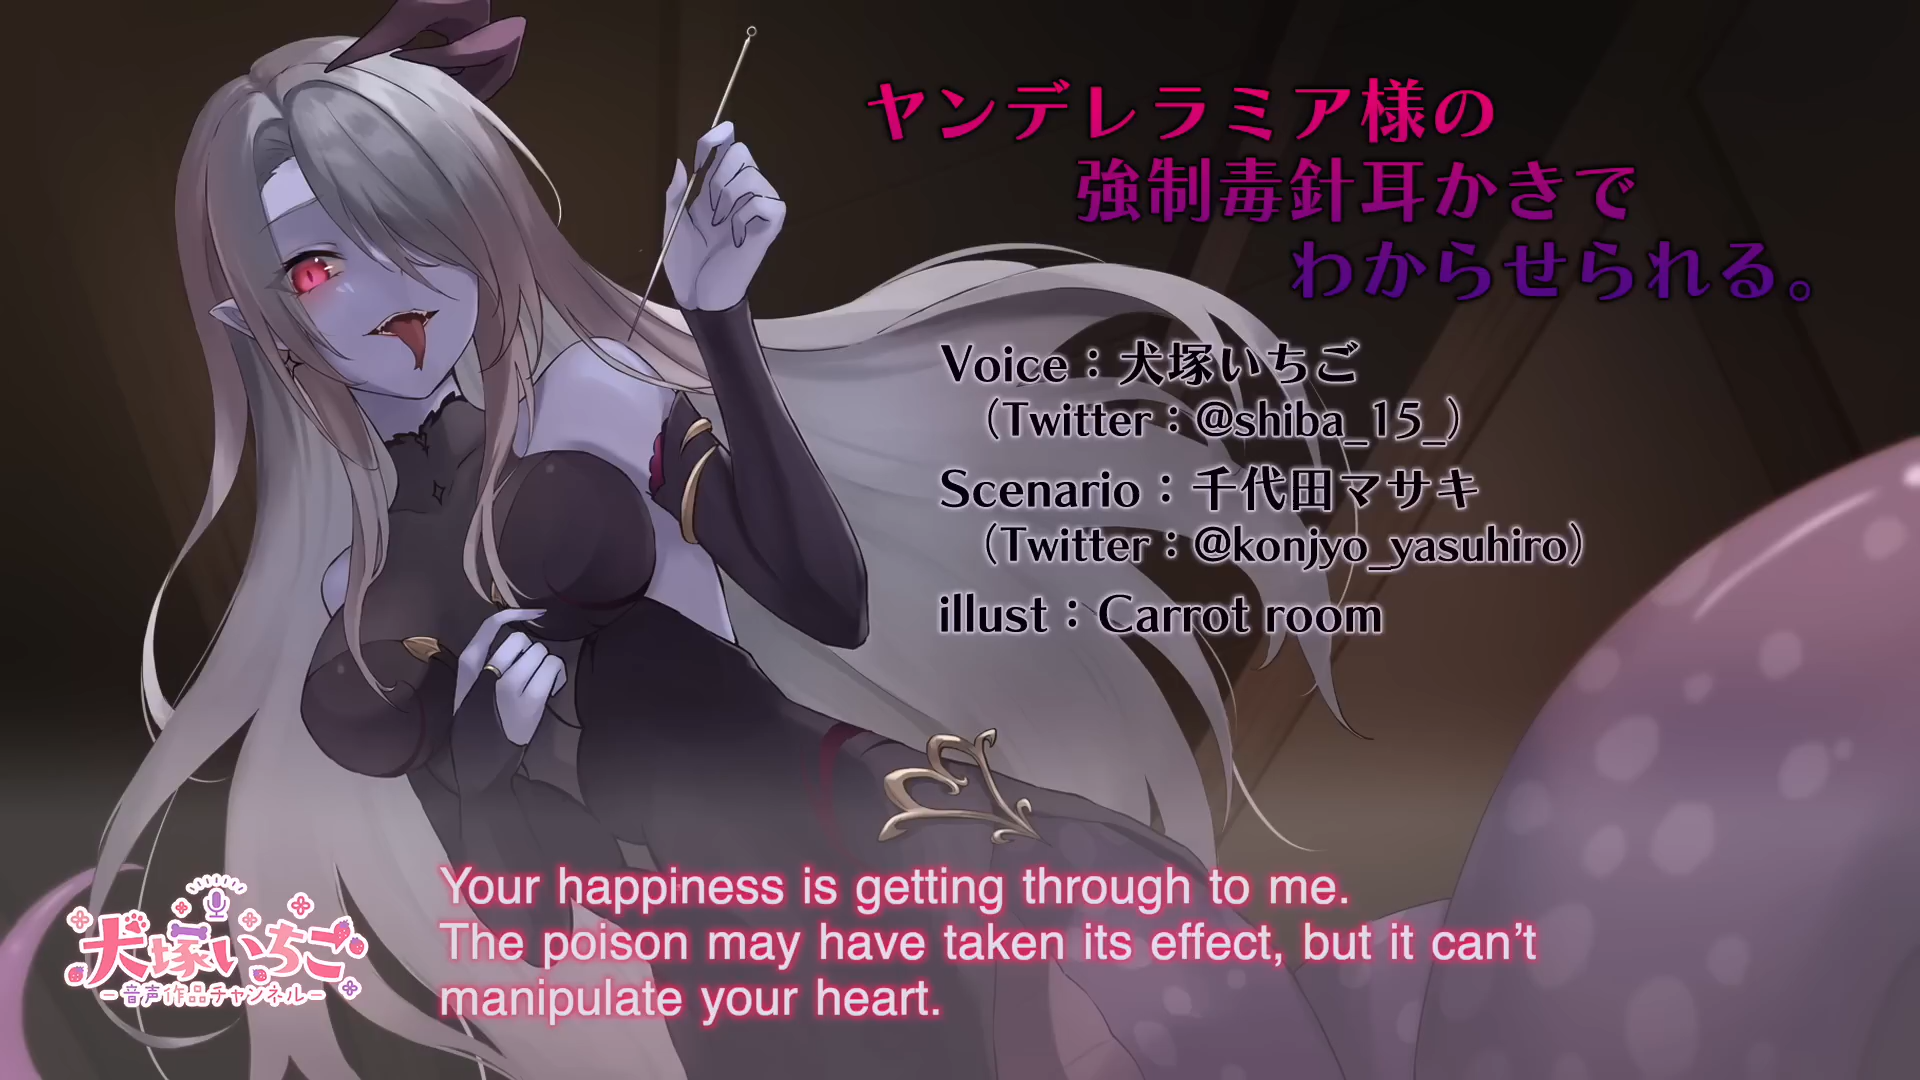 ヤンデレラミア様の
強制毒針耳かきで
わからせられる。
Voice：犬塚いちご
（Twitter：@shiba_15_）
Scenario：千代田マサキ
（Twitter：@konjyo_yasuhiro）
illust：Carrot room
犬塚いちご
-音声作品チャンネル-
Your happiness is getting through to me.
The poison may have taken its effect, but it can't
manipulate your heart.